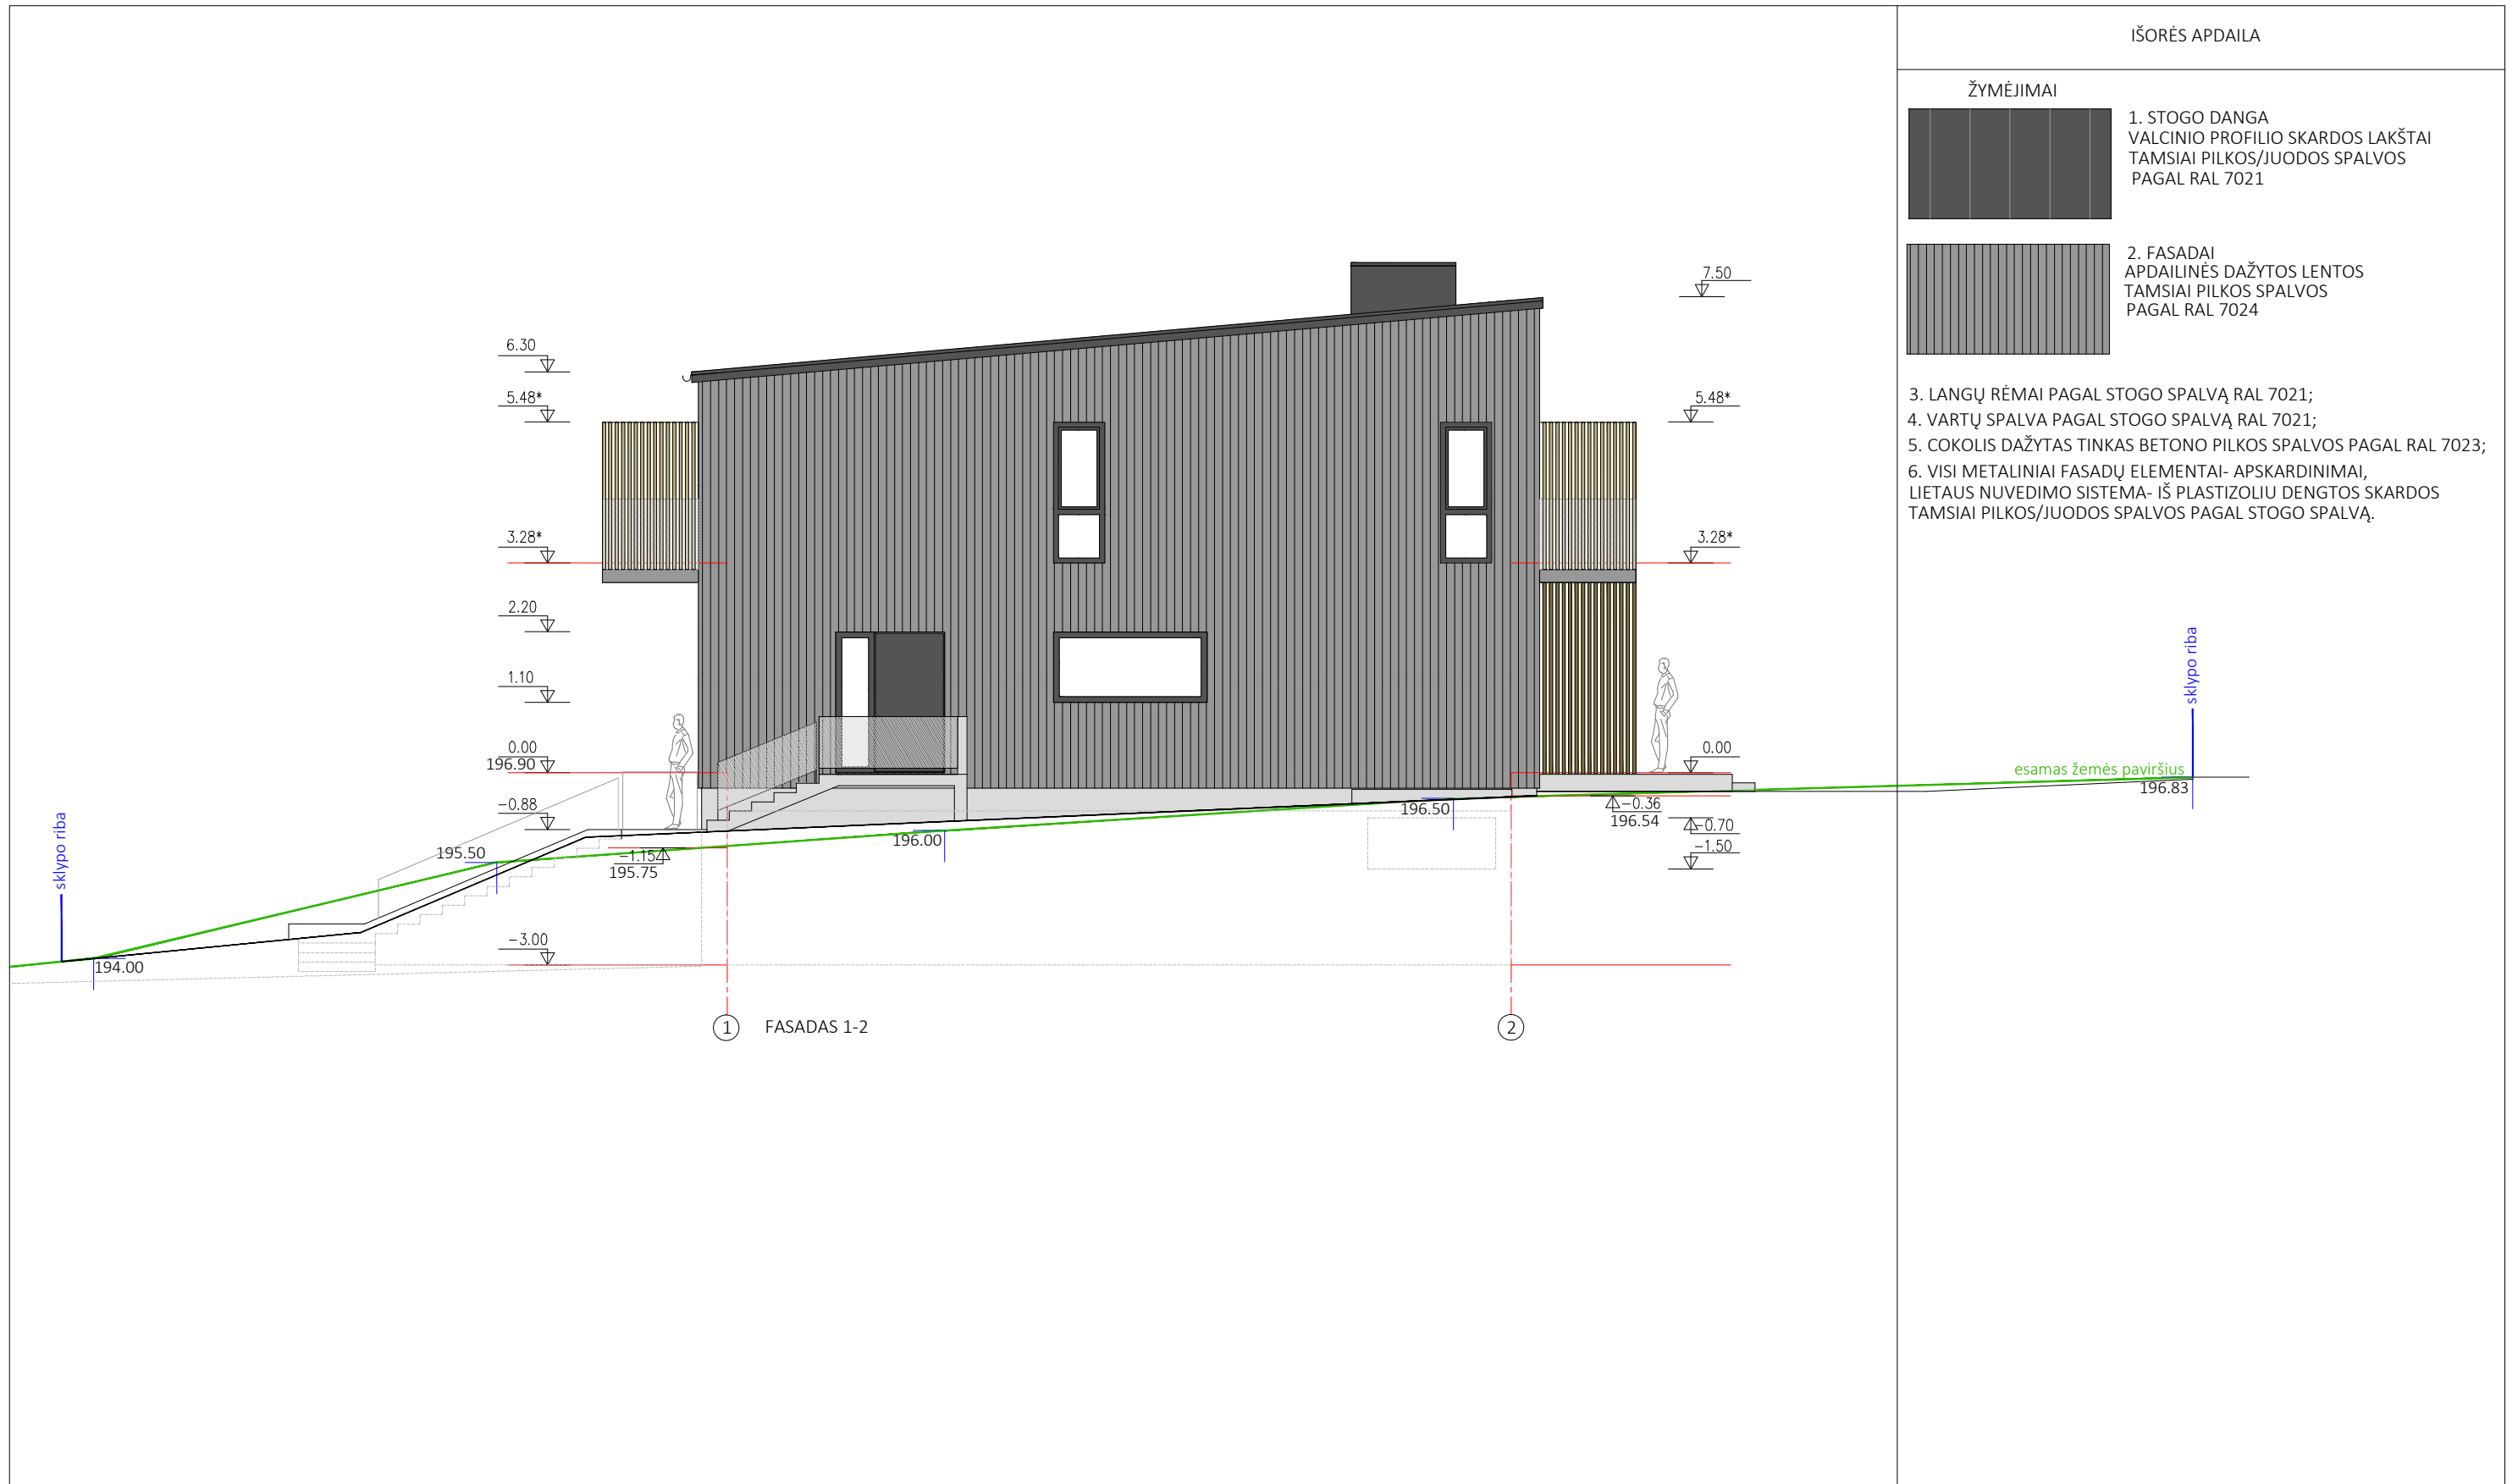 IŠORĖS APDAILA
ŽYMĖJIMAI
1. STOGO DANGA
VALCINIO PROFILIO SKARDOS LAKŠTAI
TAMSIAI PILKOS/JUODOS SPALVOS
PAGAL RAL 7021
2. FASADAI
APDAILINĖS DAŽYTOS LENTOS
TAMSIAI PILKOS SPALVOS
PAGAL RAL 7024
3. LANGŲ RĖMAI PAGAL STOGO SPALVĄ RAL 7021;
4. VARTŲ SPALVA PAGAL STOGO SPALVĄ RAL 7021;
5. COKOLIS DAŽYTAS TINKAS BETONO PILKOS SPALVOS PAGAL RAL 7023;
6. VISI METALINIAI FASADŲ ELEMENTAI- APSKARDINIMAI,
LIETAUS NUVEDIMO SISTEMA- IŠ PLASTIZOLIU DENGTOS SKARDOS
TAMSIAI PILKOS/JUODOS SPALVOS PAGAL STOGO SPALVĄ.
6.30
5.48*
3.28*
2.20
1.10
0.00
196.90
-0.88
195.50
-1.15
195.75
-3.00
194.00
sklypo riba
196.00
196.50
7.50
5.48*
3.28*
0.00
-0.36
196.54
-0.70
-1.50
esamas žemės paviršius
196.83
sklypo riba
1
FASADAS 1-2
2